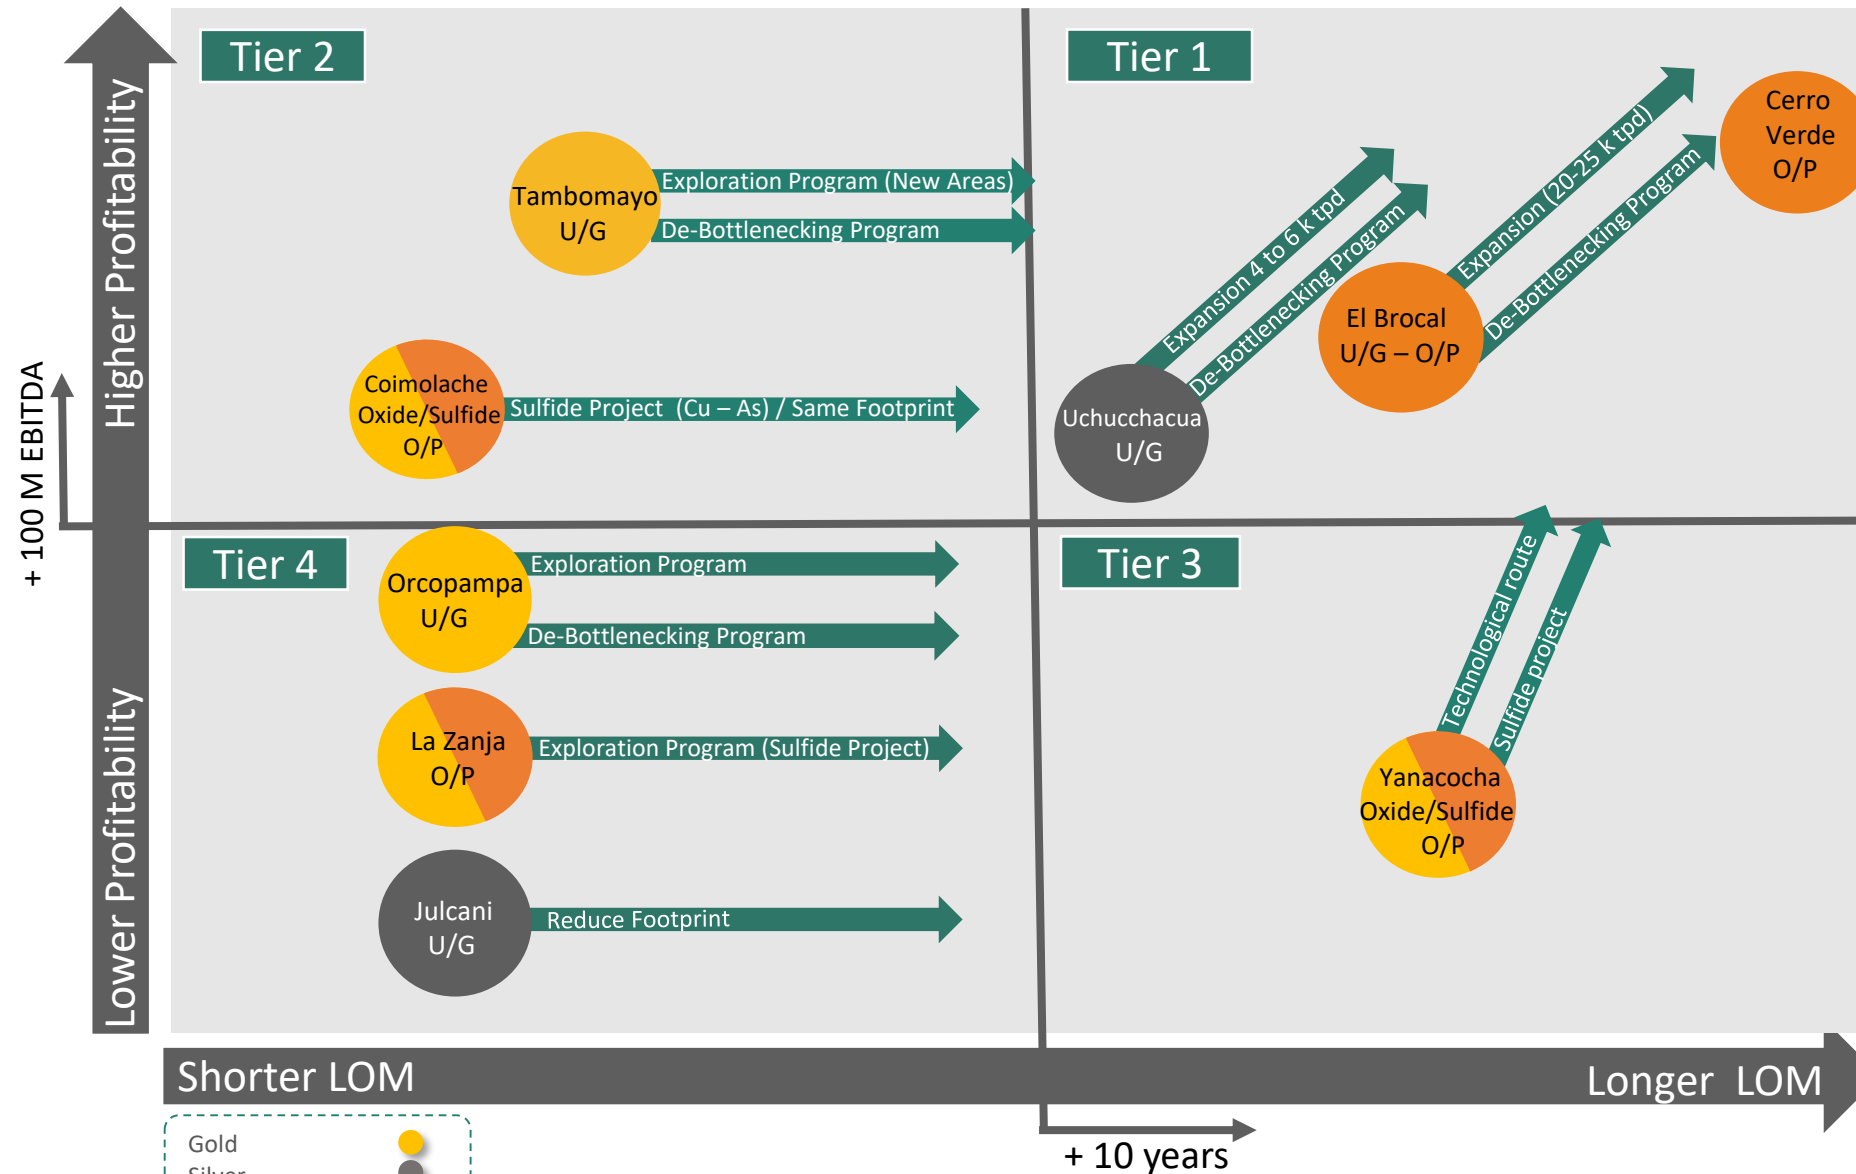 Tier 2
Tier 1
Higher Profitability
Lower Profitability
+ 100 M EBITDA
Tambomayo
U/G
Exploration Program (New Areas)
De-Bottlenecking Program
Coimolache
Oxide/Sulfide
O/P
Sulfide Project (Cu – As) / Same Footprint
Expansion 4 to 6 k tpd
De-Bottlenecking Program
Uchucchacua
U/G
El Brocal
U/G – O/P
Expansion (20-25 k tpd)
De-Bottlenecking Program
Cerro
Verde
O/P
Tier 4
Tier 3
Orcopampa
U/G
Exploration Program
De-Bottlenecking Program
La Zanja
O/P
Exploration Program (Sulfide Project)
Julcani
U/G
Reduce Footprint
Technological route
Sulfide project
Yanacocha
Oxide/Sulfide
O/P
Shorter LOM
Longer LOM
+ 10 years
Gold
Silver